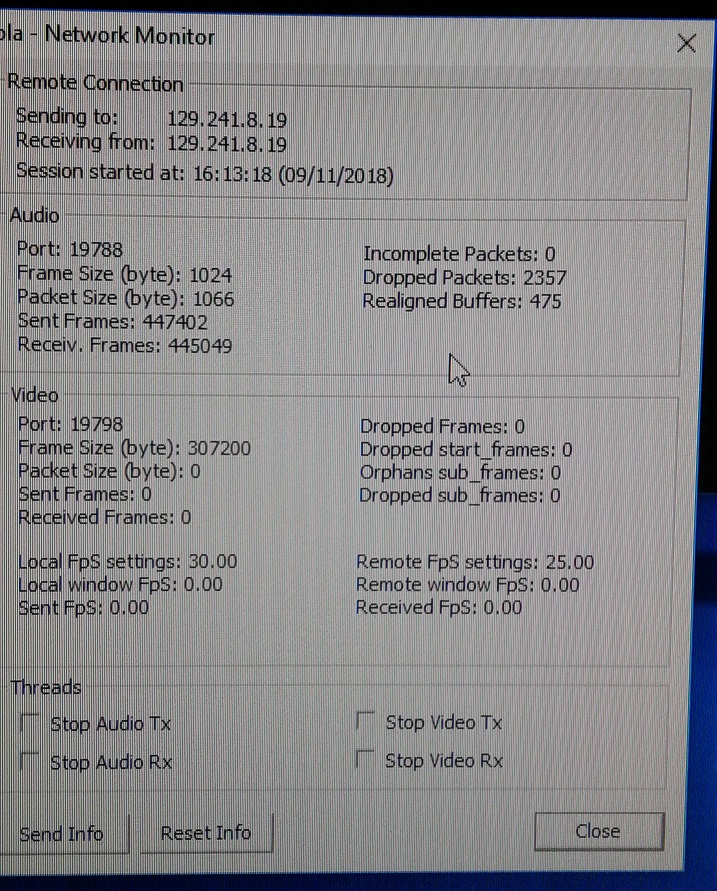 ola - Network Monitor
Remote Connection
Sending to: 129.241.8.19
Receiving from: 129.241.8.19
Session started at: 16:13:18 (09/11/2018)
Audio
Port: 19788
Frame Size (byte): 1024
Packet Size (byte): 1066
Sent Frames: 447402
Receiv. Frames: 445049
Incomplete Packets: 0
Dropped Packets: 2357
Realigned Buffers: 475
Video
Port: 19798
Frame Size (byte): 307200
Packet Size (byte): 0
Sent Frames: 0
Received Frames: 0
Dropped Frames: 0
Dropped start_frames: 0
Orphans sub_frames: 0
Dropped sub_frames: 0
Local FpS settings: 30.00
Local window FpS: 0.00
Sent FpS: 0.00
Remote FpS settings: 25.00
Remote window FpS: 0.00
Received FpS: 0.00
Threads
Stop Audio Tx
Stop Video Tx
Stop Audio Rx
Stop Video Rx
Send Info
Reset Info
Close